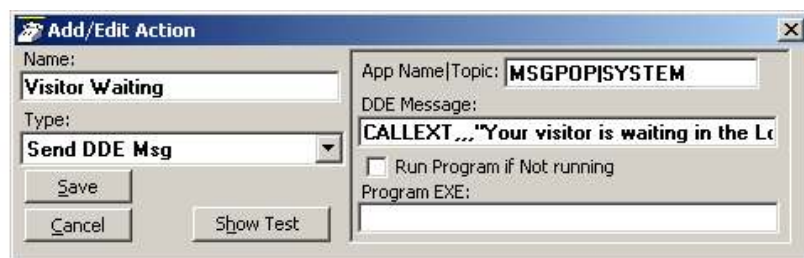 Add/Edit Action
Name:
Visitor Waiting
Type:
Send DDE Msg
Save
Cancel
Show Test
App Name|Topic: MSGPOP|SYSTEM
DDE Message:
CALLEXT,,,"Your visitor is waiting in the Lo
Run Program if Not running
Program EXE: